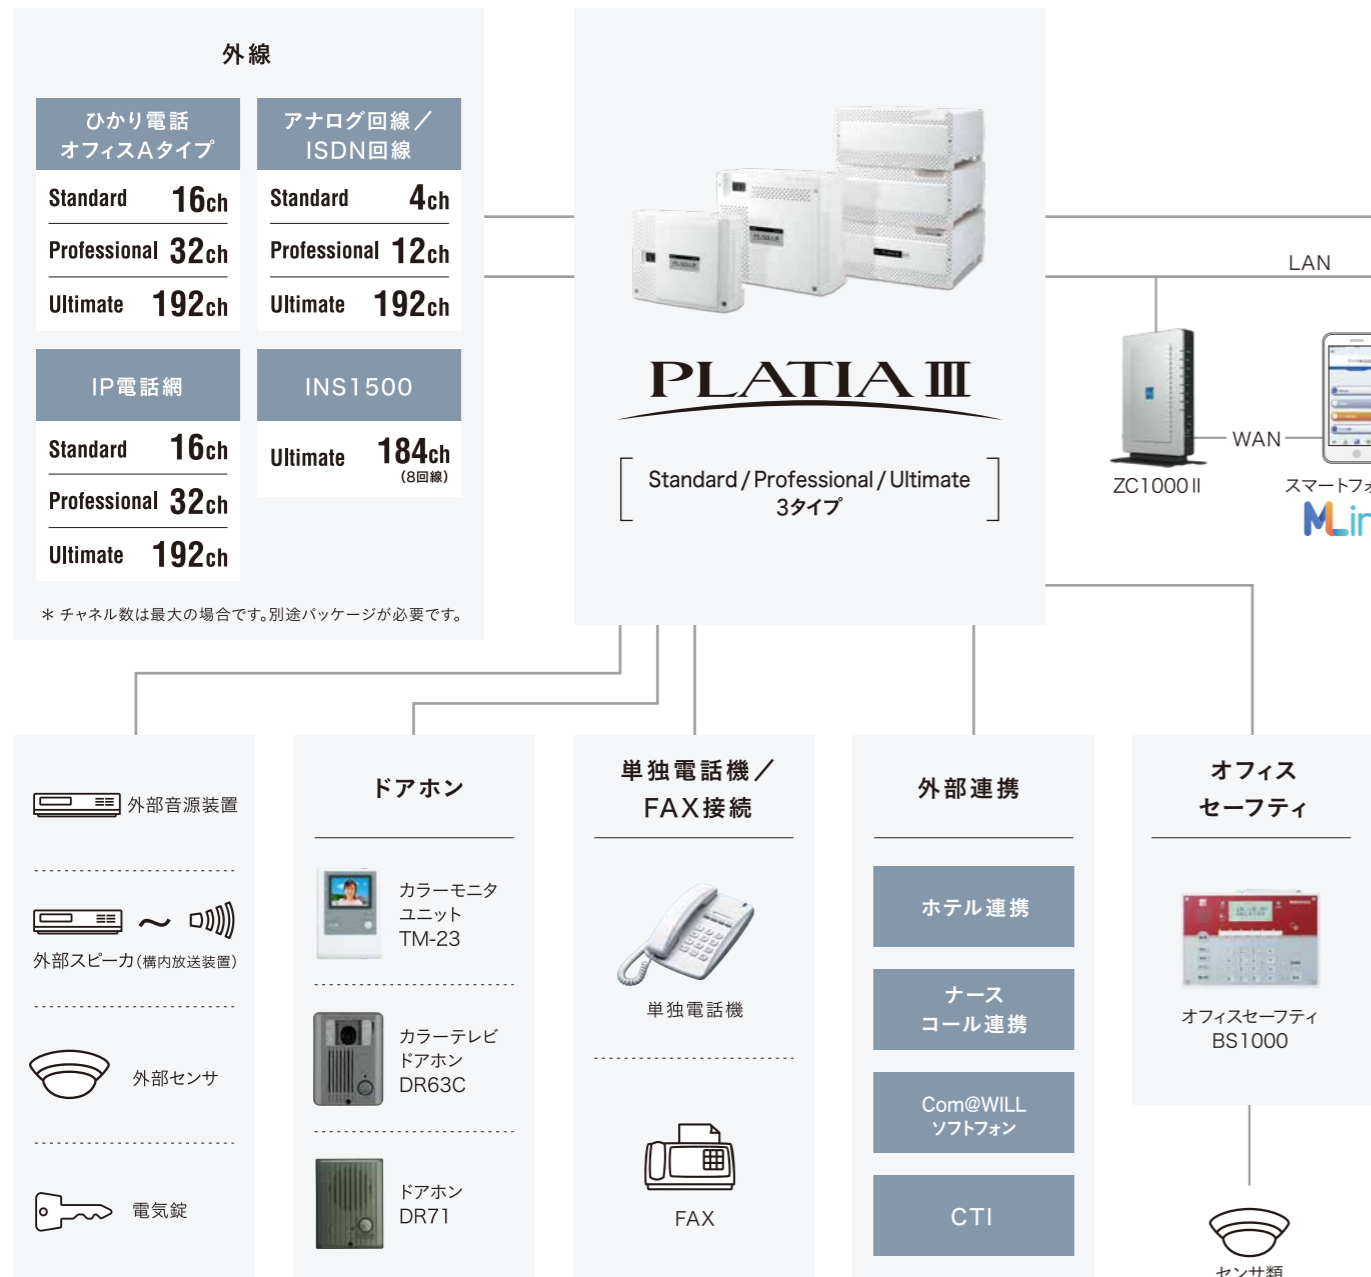 外線
ひかり電話
オフィスAタイプ
Standard 16ch
Professional 32ch
Ultimate 192ch
アナログ回線／
ISDN回線
Standard 4ch
Professional 12ch
Ultimate 192ch
IP電話網
Standard 16ch
Professional 32ch
Ultimate 192ch
INS1500
Ultimate 184ch
(8回線)
＊チャネル数は最大の場合です。別途パッケージが必要です。
PLATIA III
Standard / Professional / Ultimate
3タイプ
LAN
ZC1000Ⅱ
WAN
スマートフォ
MLin
外部音源装置
外部スピーカ(構内放送装置)
外部センサ
電気錠
ドアホン
カラーモニタ
ユニット
TM-23
カラーテレビ
ドアホン
DR63C
ドアホン
DR71
単独電話機／
FAX接続
単独電話機
FAX
外部連携
ホテル連携
ナース
コール連携
Com@WILL
ソフトフォン
CTI
オフィス
セーフティ
オフィスセーフティ
BS1000
センサ類